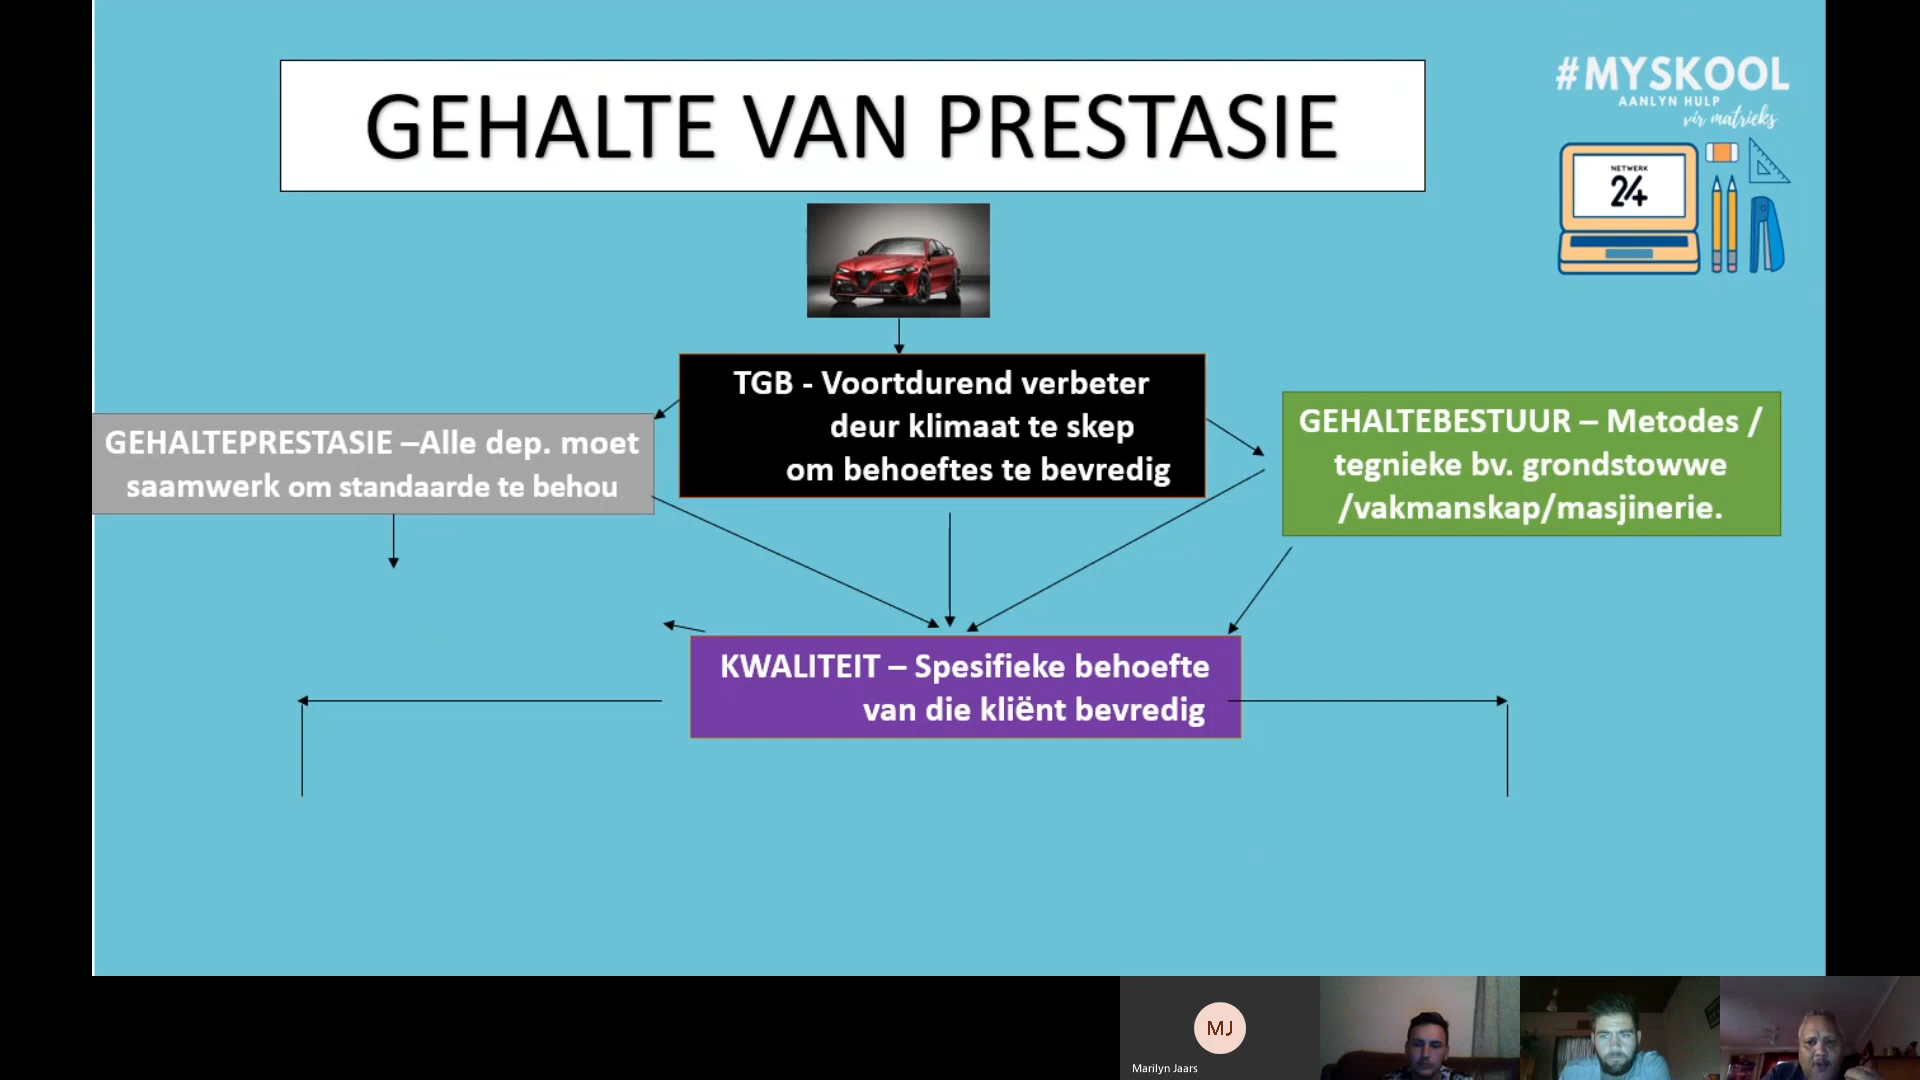 GEHALTE VAN PRESTASIE
#MYSKOOL
AANLYN HULP
vir matrieks
NETWERK
24
TGB - Voortdurend verbeter
deur klimaat te skep
om behoeftes te bevredig
GEHALTEPRESTASIE –Alle dep. moet
saamwerk om standaarde te behou
GEHALTEBESTUUR – Metodes /
tegnieke bv. grondstowwe
/vakmanskap/masjinerie.
KWALITEIT – Spesifieke behoefte
van die kliënt bevredig
MJ
Marilyn Jaars